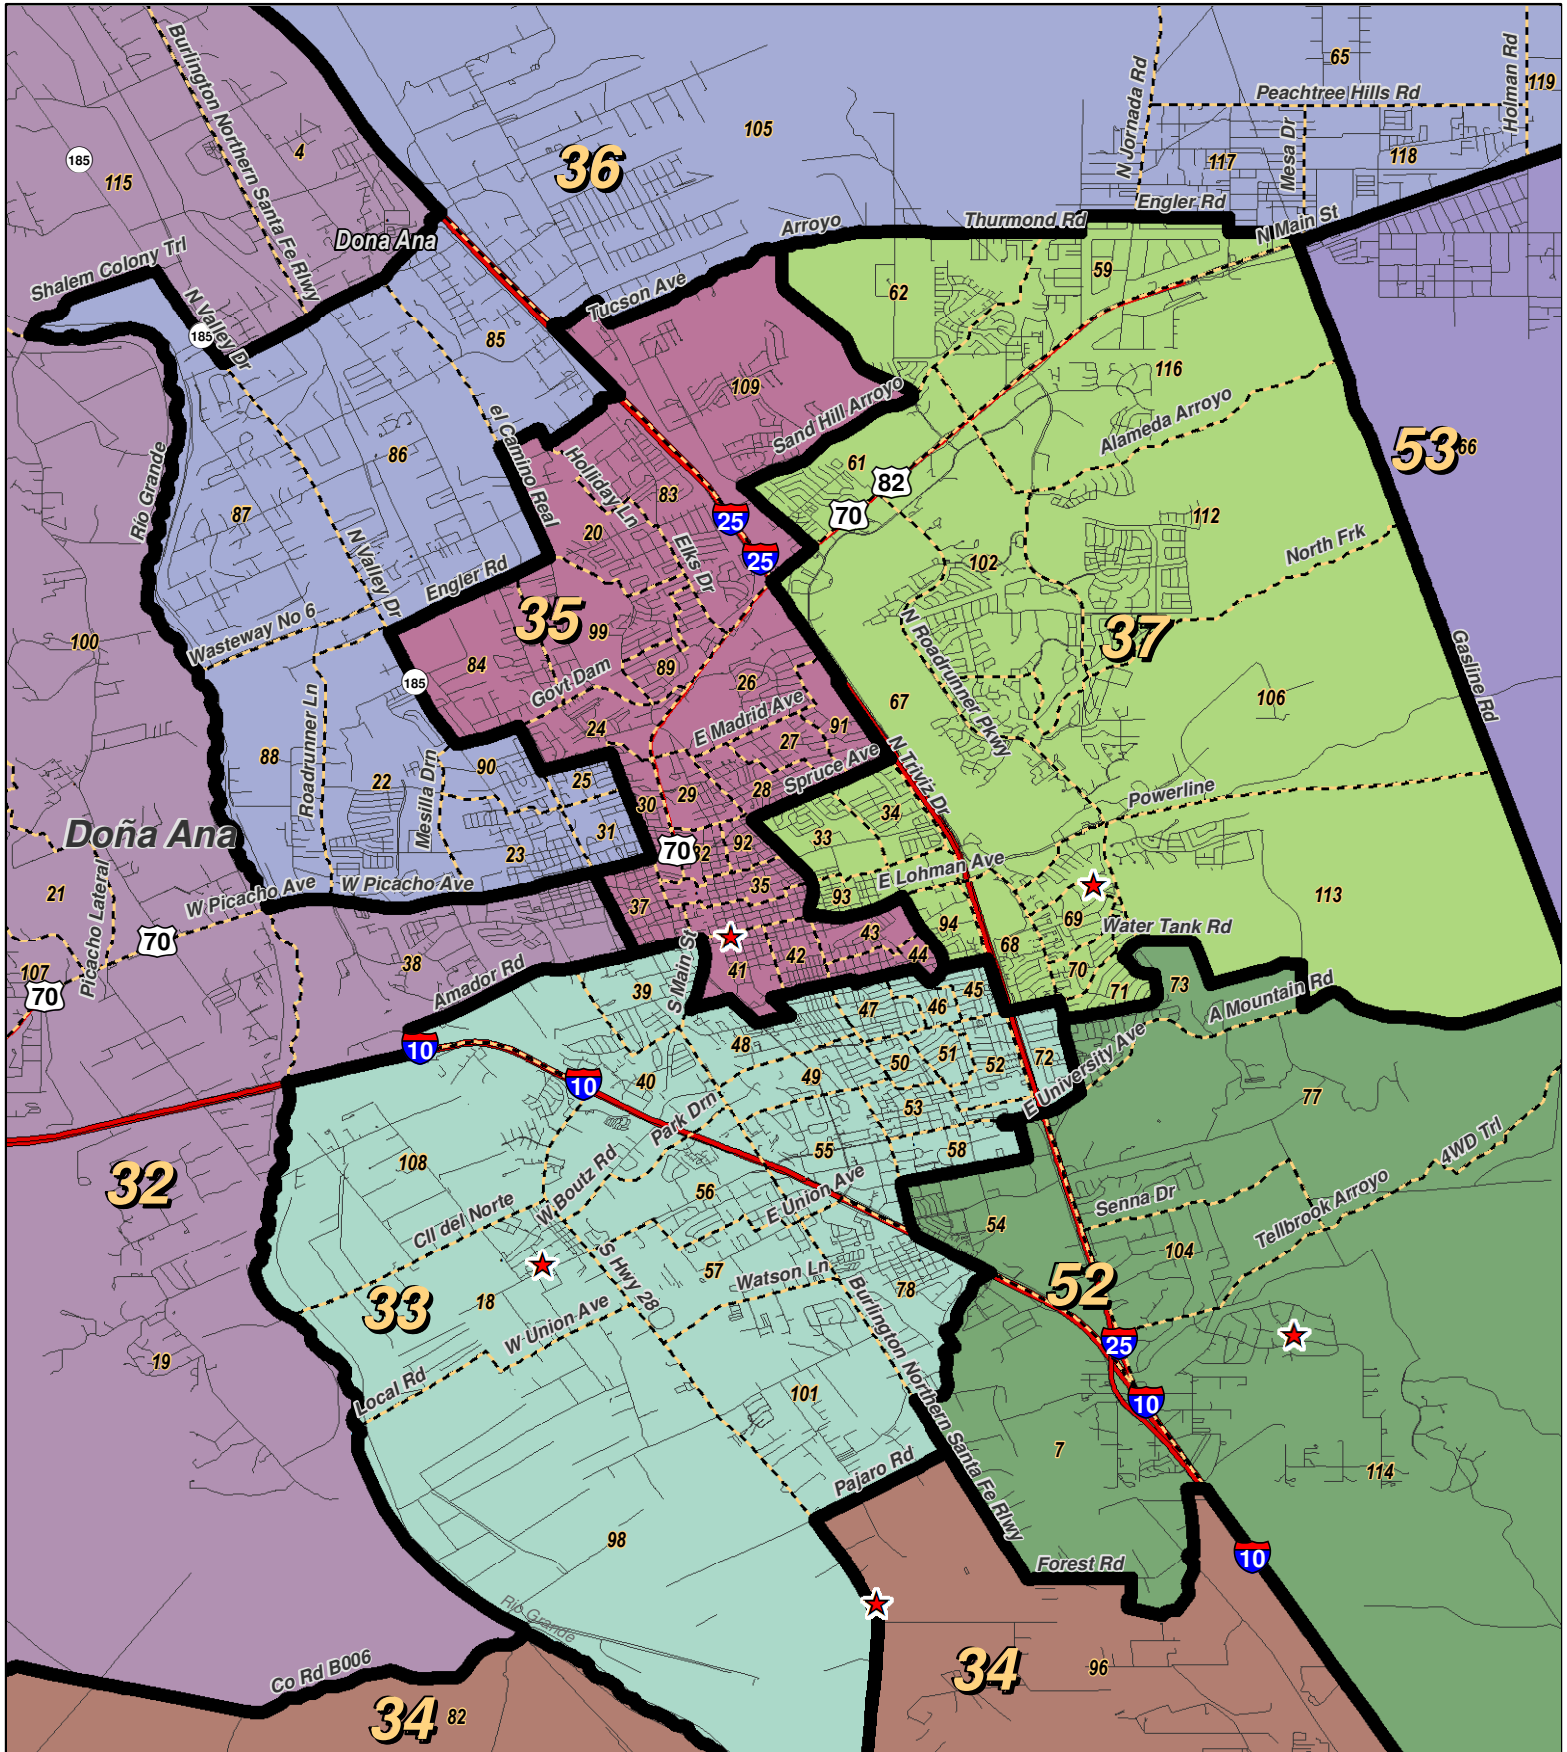 65
Holman Rd
119
Burlington Northern Santa Fe Rlwy
N Jornada Rd
Peachtree Hills Rd
105
Mesa Dr
4
36
185
115
117
118
Engler Rd
Thurmond Rd
Arroyo
N Main St
Dona Ana
Shalem Colony Trl
59
Tucson Ave
62
N Valley Dr
185
85
116
109
Sand Hill Arroyo
Alameda Arroyo
el Camino Real
53
66
86
Holliday Ln
61
82
Rio Grande
83
70
87
25
112
20
North Frk
25
Elks Dr
102
N Valley Dr
Engler Rd
Wasteway No 6
35
99
N Roadrunner Pkwy
37
100
84
89
Govt Dam
185
26
Gasline Rd
106
67
24
E Madrid Ave
91
27
Roadrunner Ln
88
N Triviz Dr
Spruce Ave
90
22
25
28
29
30
Powerline
Mesilla Drn
34
31
33
Doña Ana
92
70
23
E Lohman Ave
W Picacho Ave
W Picacho Ave
35
21
Picacho Lateral
93
113
37
69
Water Tank Rd
94
43
70
S Main St
68
42
44
38
107
41
70
73
Amador Rd
39
45
71
A Mountain Rd
70
46
47
10
48
51
72
50
52
E University Ave
40
10
49
77
53
Park Drn
4WD Trl
58
55
108
32
W Boutz Rd
56
E Union Ave
Senna Dr
Cll del Norte
54
Tellbrook Arroyo
104
S Hwy 28
57
Watson Ln
52
78
33
18
W Union Ave
25
19
Burlington Northern Santa Fe Rlwy
Local Rd
101
10
7
Pajaro Rd
114
98
10
Forest Rd
Rio Grande
Co Rd B006
34
96
34
82